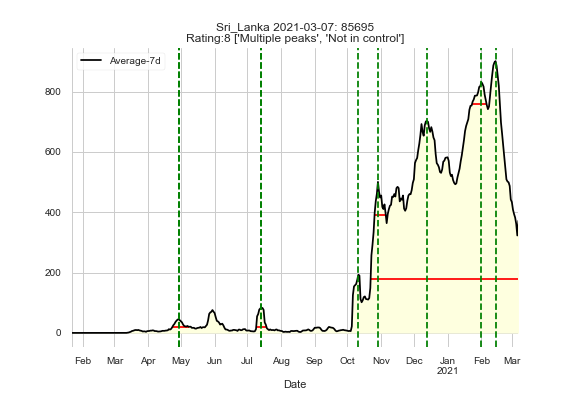 Sri_Lanka 2021-03-07: 85695
Rating:8 ['Multiple peaks', 'Not in control']
Average-7d
800
600
400
200
0
Feb Mar Apr May Jun Jul Aug Sep Oct Nov Dec Jan Feb Mar
2021
Date